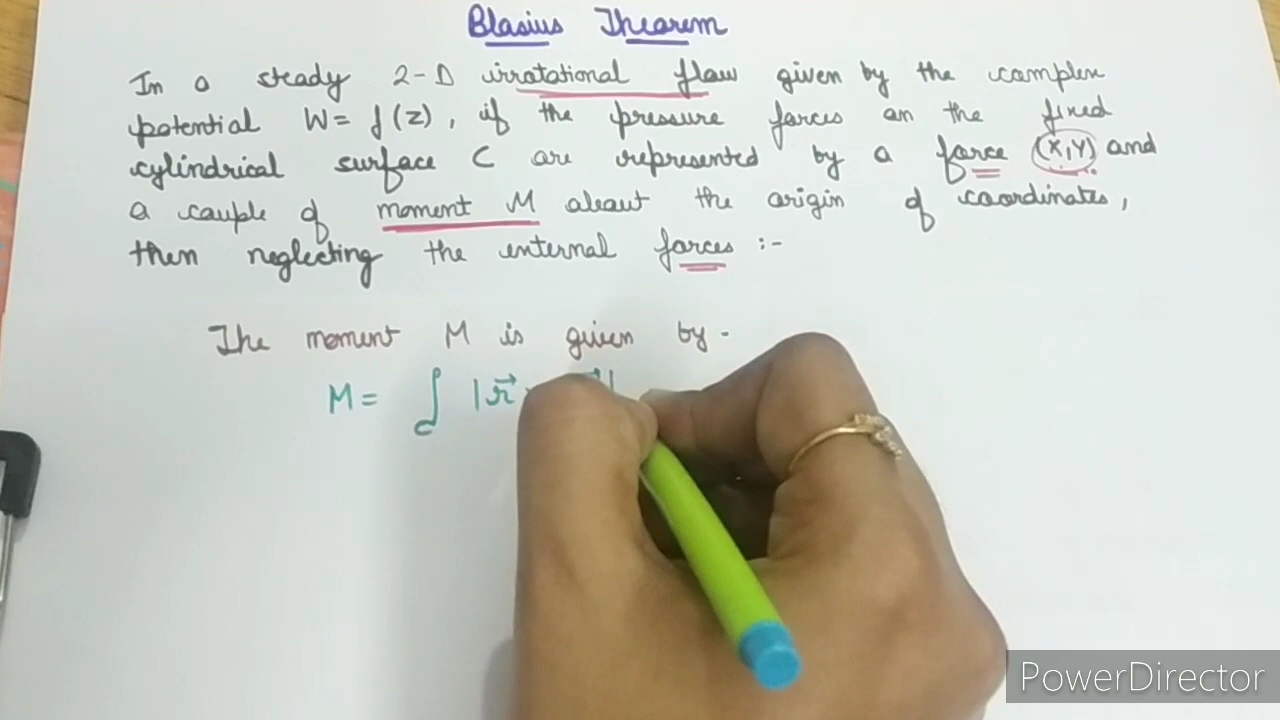 Blasius Theorem
In a steady 2-D irrotational flow given by the complex
potential W = f(z), if the pressure forces on the fixed
cylindrical surface C are represented by a force (X,Y) and
a couple of moment M about the origin of coordinates,
then neglecting the external forces :-
The moment M is given by -
M = ∫ |r⃗
PowerDirector